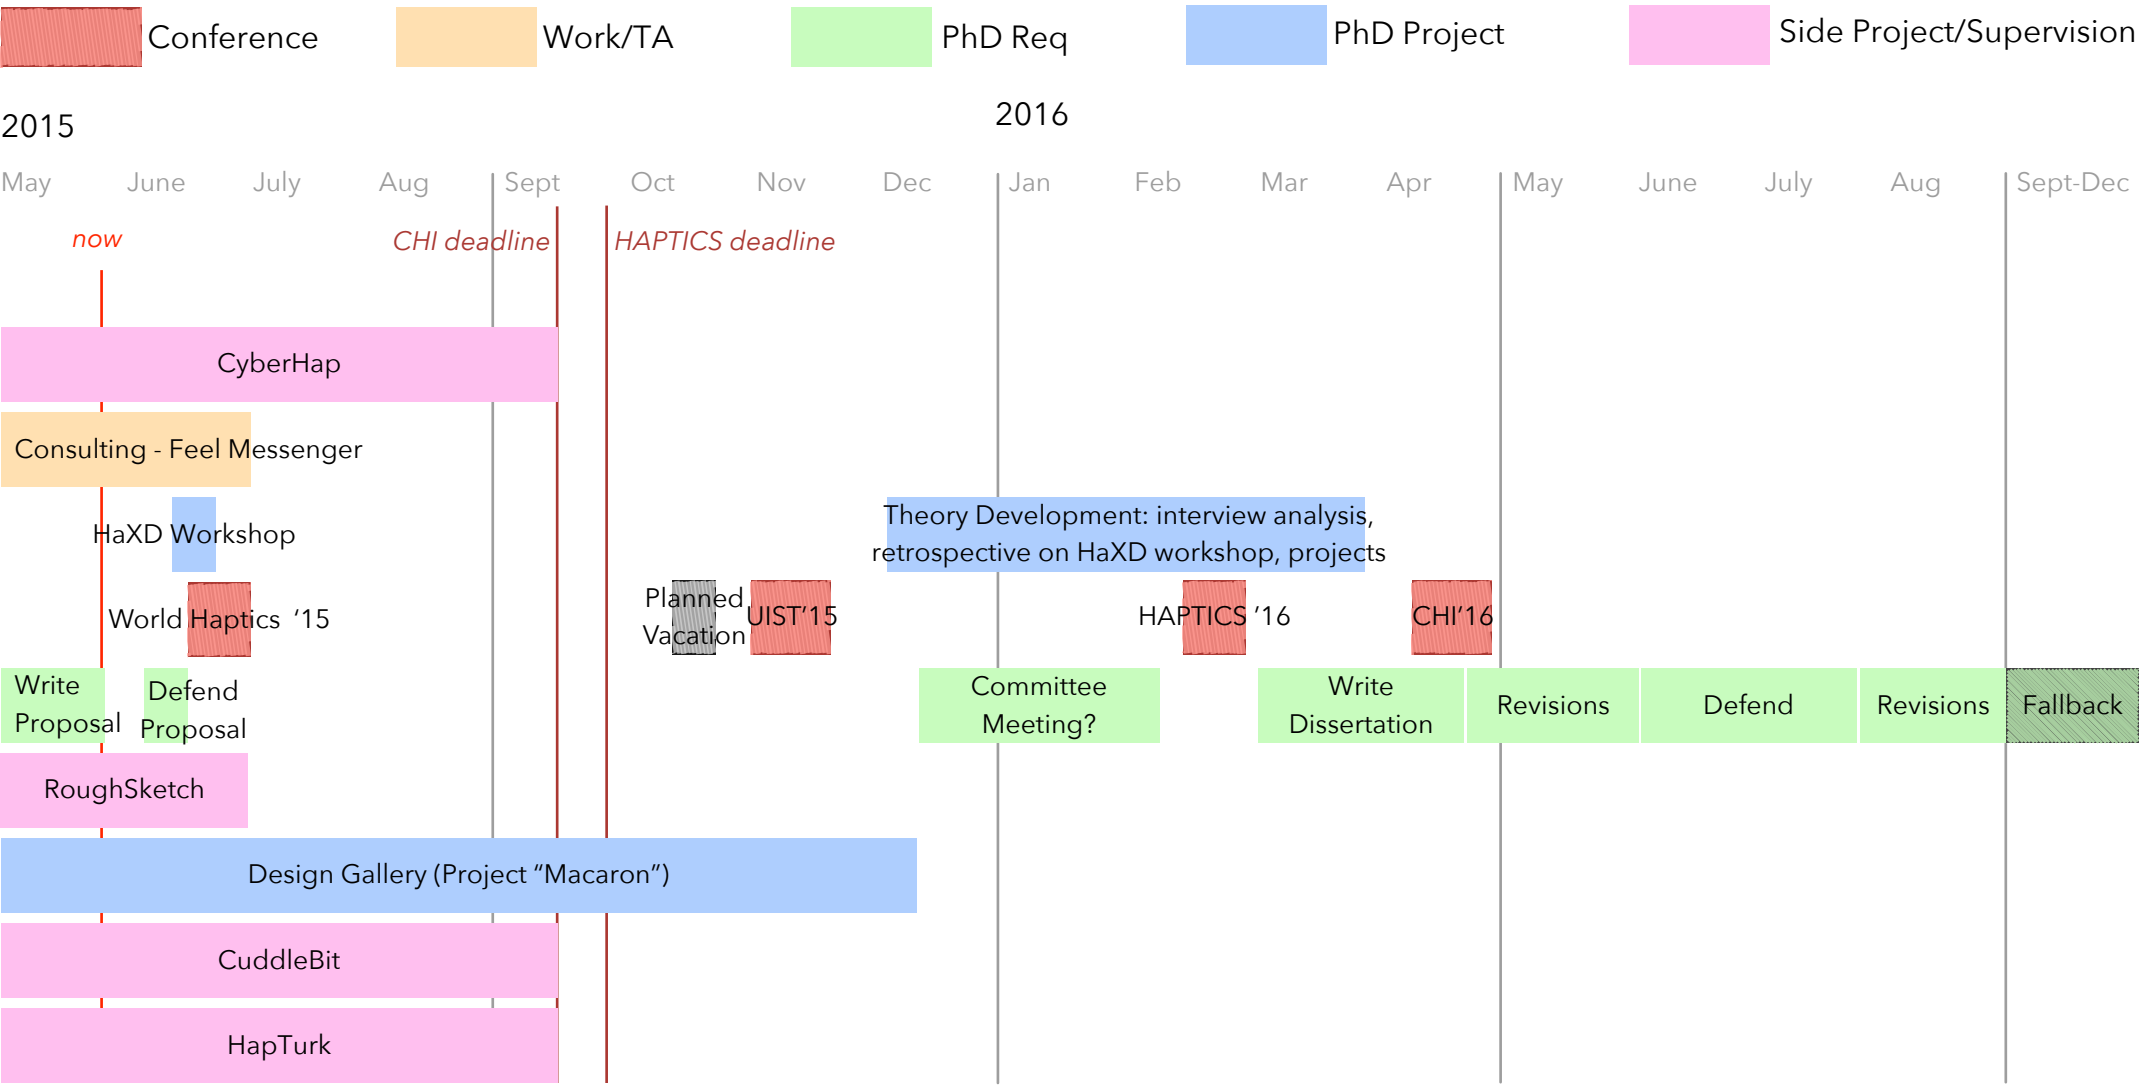 Conference
Work/TA
PhD Req
PhD Project
Side Project/Supervision
2015
2016
May
June
July
Aug
Sept
Oct
Nov
Dec
Jan
Feb
Mar
Apr
May
June
July
Aug
Sept-Dec
now
CHI deadline
HAPTICS deadline
CyberHap
Consulting - Feel Messenger
HaXD Workshop
Theory Development: interview analysis,
retrospective on HaXD workshop, projects
World Haptics ’15
Planned
Vacation
UIST’15
HAPTICS ’16
CHI’16
Write
Proposal
Defend
Proposal
Committee
Meeting?
Write
Dissertation
Revisions
Defend
Revisions
Fallback
RoughSketch
Design Gallery (Project “Macaron”)
CuddleBit
HapTurk